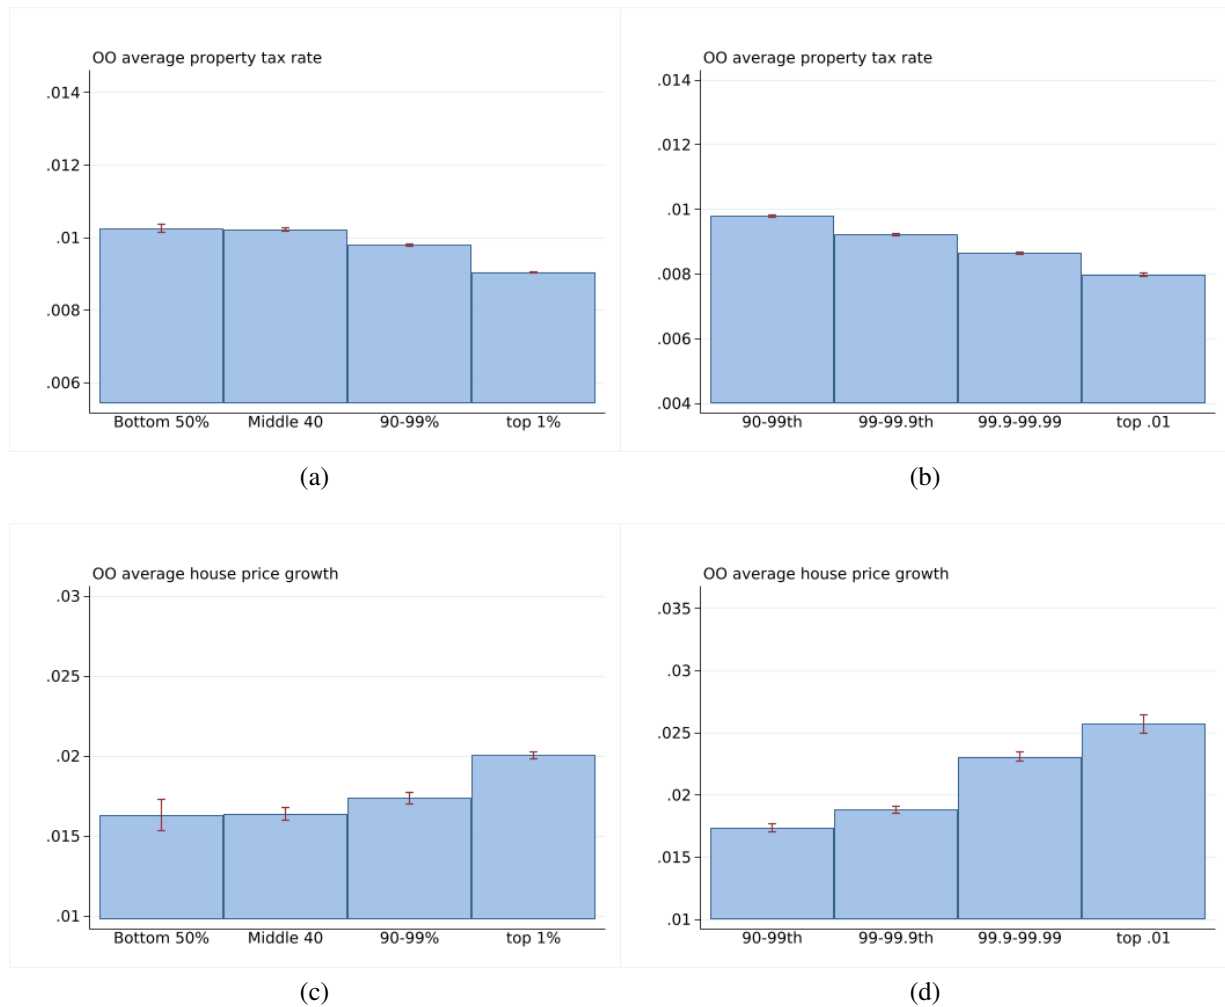 OO average property tax rate
.014
.012
.01
.008
.006
Bottom 50% Middle 40 90-99% top 1%
(a)
OO average property tax rate
.014
.012
.01
.008
.006
.004
90-99th 99-99.9th 99.9-99.99 top .01
(b)
OO average house price growth
.03
.025
.02
.015
.01
Bottom 50% Middle 40 90-99% top 1%
(c)
OO average house price growth
.035
.03
.025
.02
.015
.01
90-99th 99-99.9th 99.9-99.99 top .01
(d)